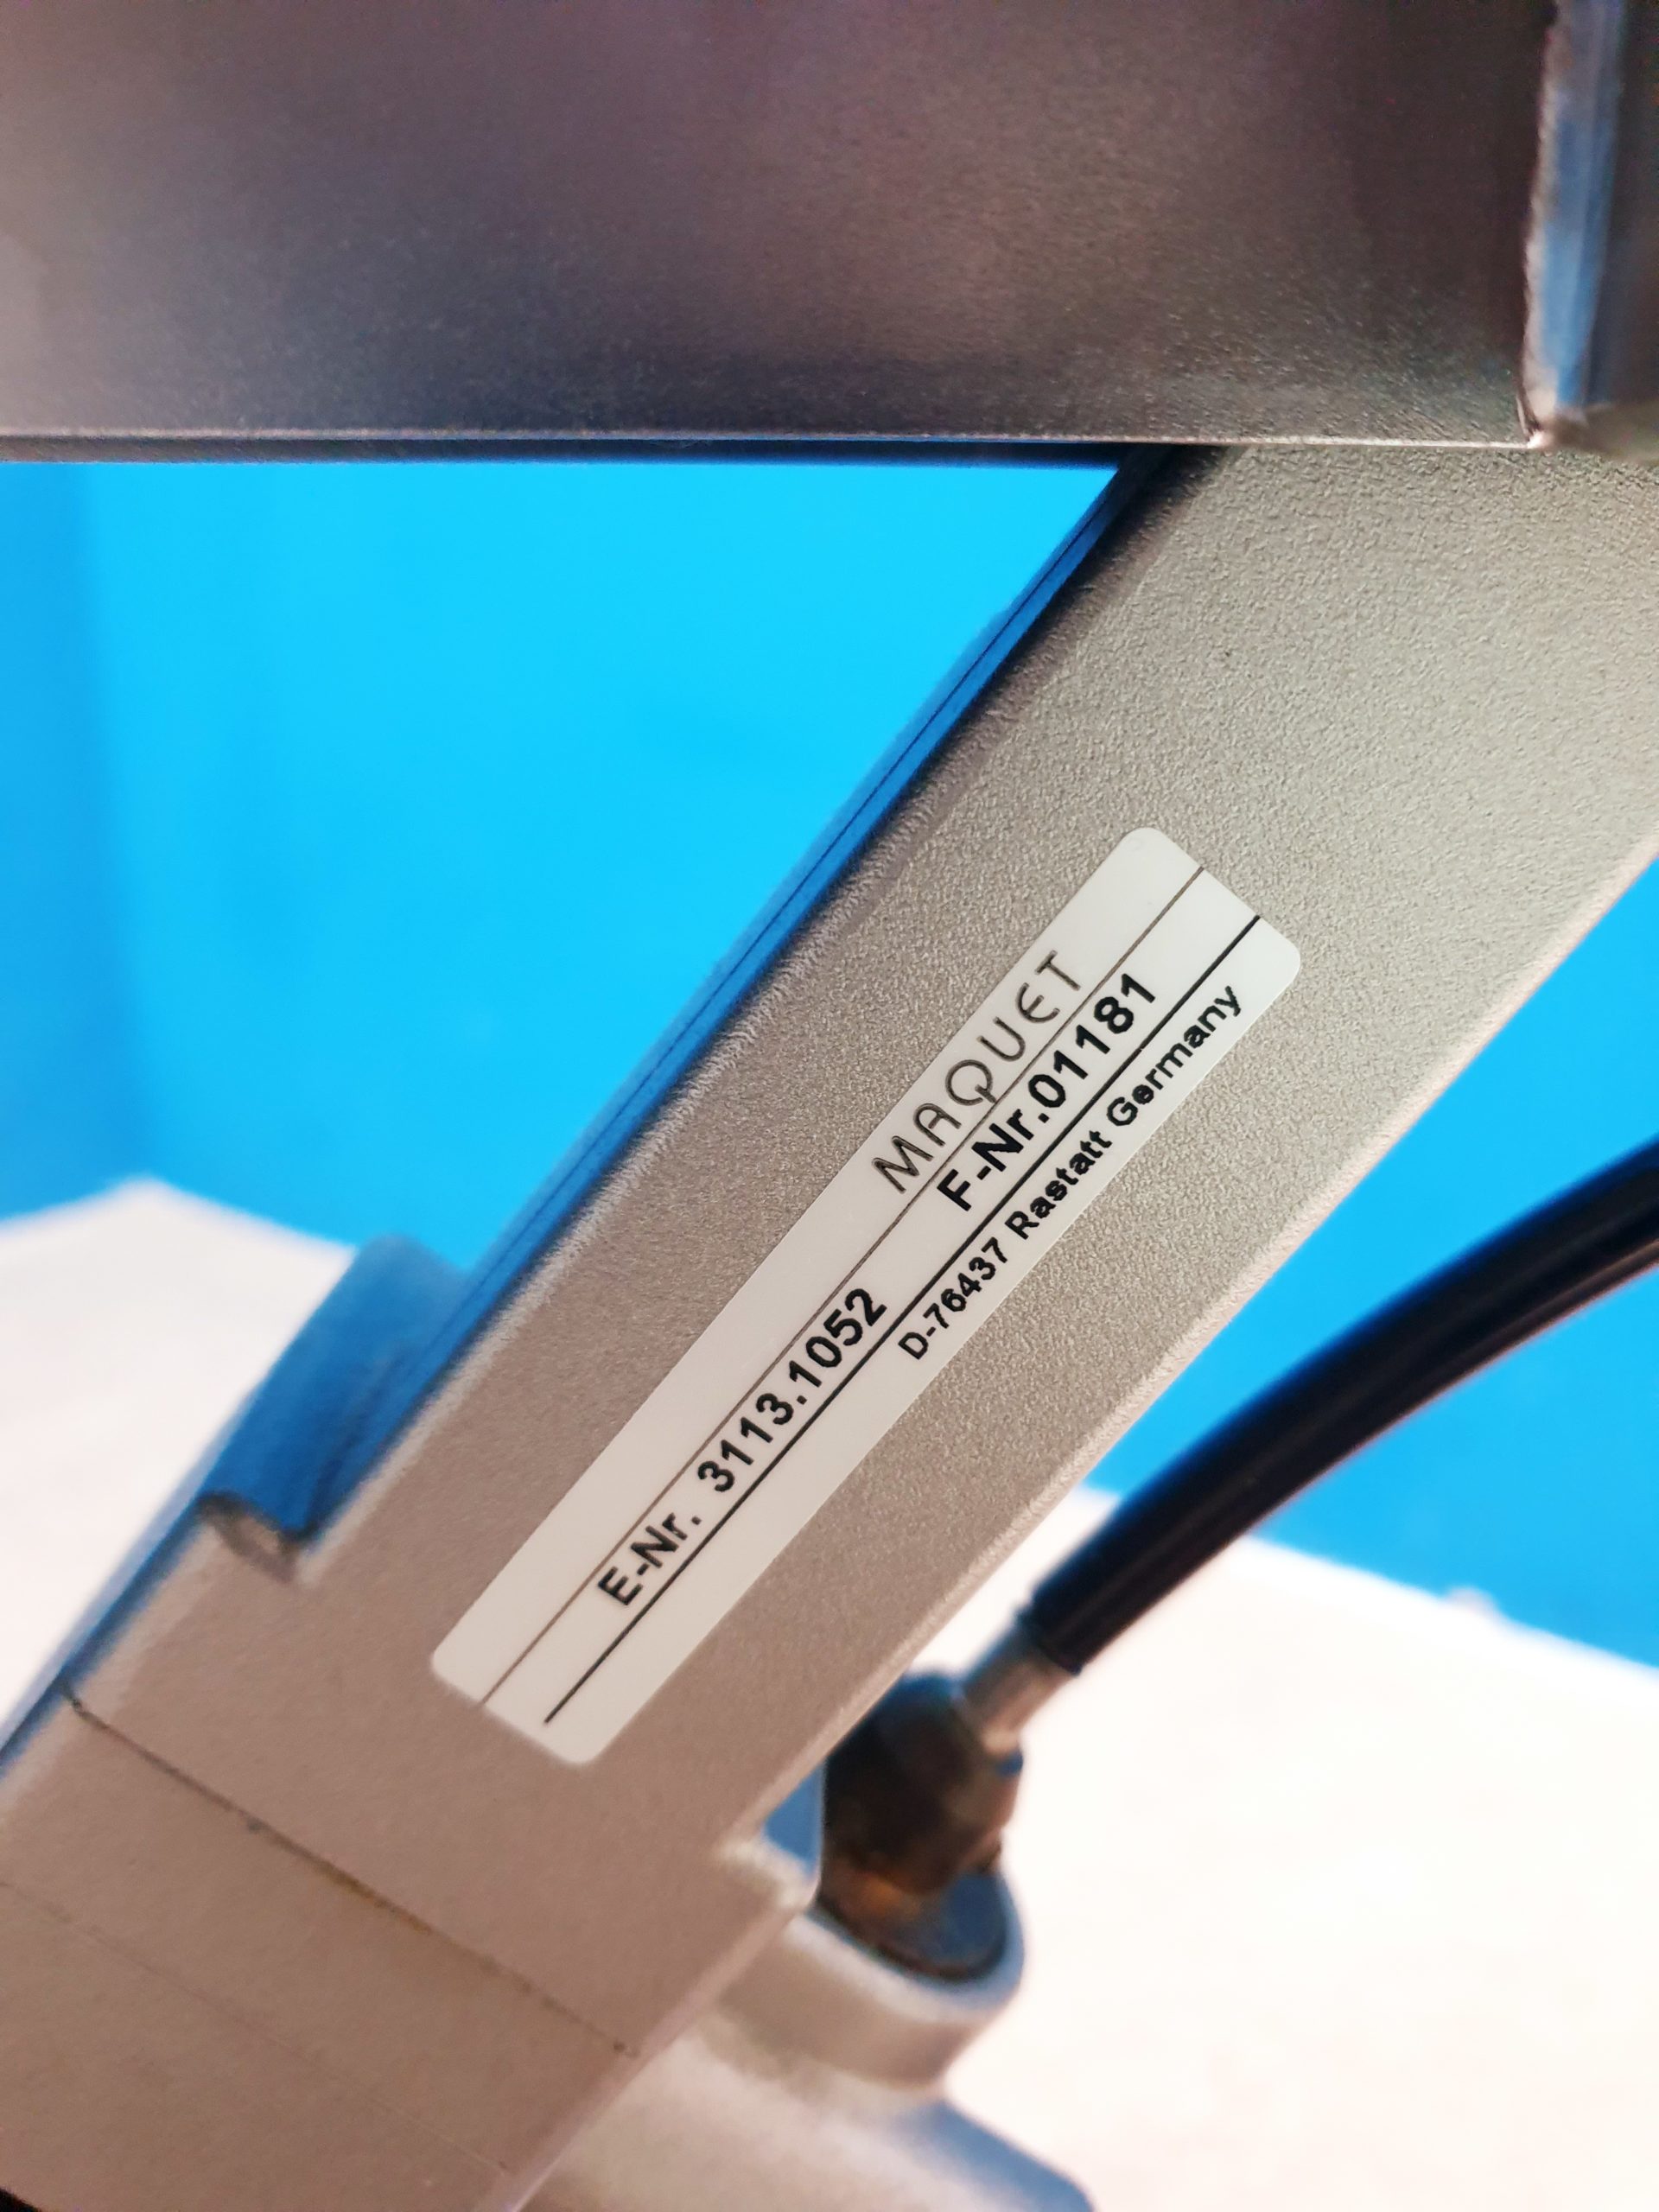 MAQUET
E-Nr. 3113.1052 F-Nr.01181
D-76437 Rastatt Germany